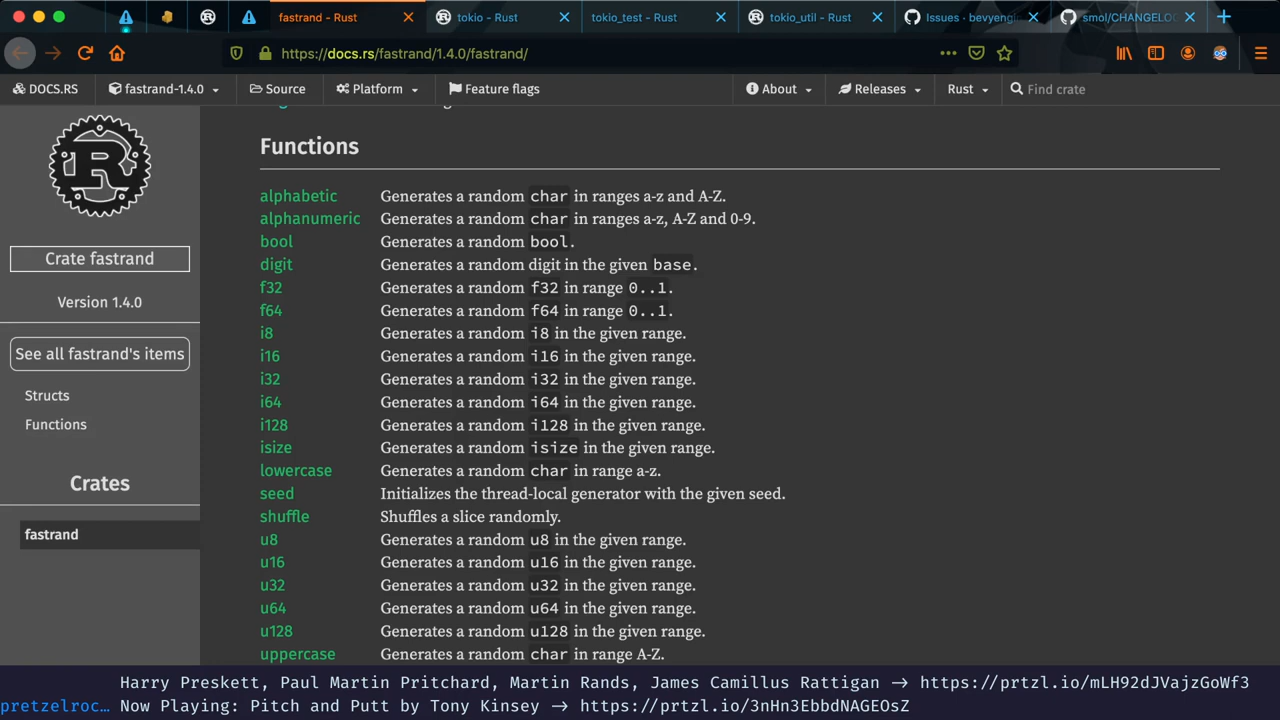 fastrand - Rust
tokio - Rust
tokio_test - Rust
tokio_util - Rust
Issues · bevyengi
smol/CHANGELO
https://docs.rs/fastrand/1.4.0/fastrand/
DOCS.RS
fastrand-1.4.0
Source
Platform
Feature flags
About
Releases
Rust
Find crate
Crate fastrand
Version 1.4.0
See all fastrand's items
Structs
Functions
Crates
fastrand
Functions
alphabetic Generates a random char in ranges a-z and A-Z.
alphanumeric Generates a random char in ranges a-z, A-Z and 0-9.
bool Generates a random bool.
digit Generates a random digit in the given base.
f32 Generates a random f32 in range 0..1.
f64 Generates a random f64 in range 0..1.
i8 Generates a random i8 in the given range.
i16 Generates a random i16 in the given range.
i32 Generates a random i32 in the given range.
i64 Generates a random i64 in the given range.
i128 Generates a random i128 in the given range.
isize Generates a random isize in the given range.
lowercase Generates a random char in range a-z.
seed Initializes the thread-local generator with the given seed.
shuffle Shuffles a slice randomly.
u8 Generates a random u8 in the given range.
u16 Generates a random u16 in the given range.
u32 Generates a random u32 in the given range.
u64 Generates a random u64 in the given range.
u128 Generates a random u128 in the given range.
uppercase Generates a random char in range A-Z.
Harry Preskett, Paul Martin Pritchard, Martin Rands, James Camillus Rattigan -> https://prtzl.io/mLH92dJVajzGoWf3
pretzelroc… Now Playing: Pitch and Putt by Tony Kinsey -> https://prtzl.io/3nHn3EbbdNAGEOsZ